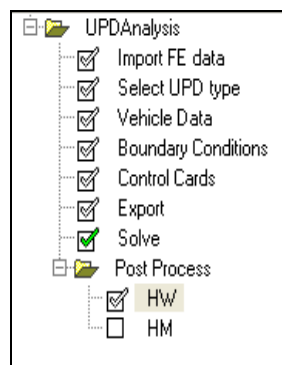 UPDAnalysis
Import FE data
Select UPD type
Vehicle Data
Boundary Conditions
Control Cards
Export
Solve
Post Process
HW
HM